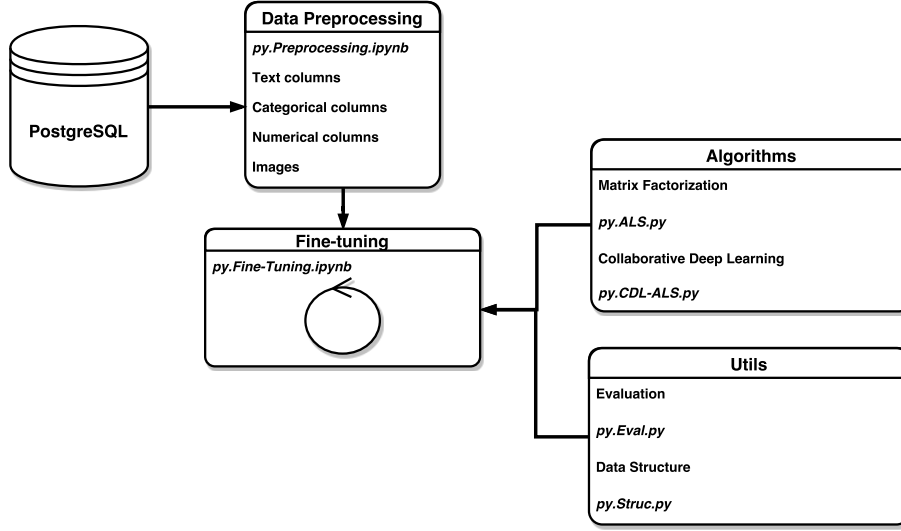 PostgreSQL
Data Preprocessing
py.Preprocessing.ipynb
Text columns
Categorical columns
Numerical columns
Images
Fine-tuning
py.Fine-Tuning.ipynb
Algorithms
Matrix Factorization
py.ALS.py
Collaborative Deep Learning
py.CDL-ALS.py
Utils
Evaluation
py.Eval.py
Data Structure
py.Struc.py